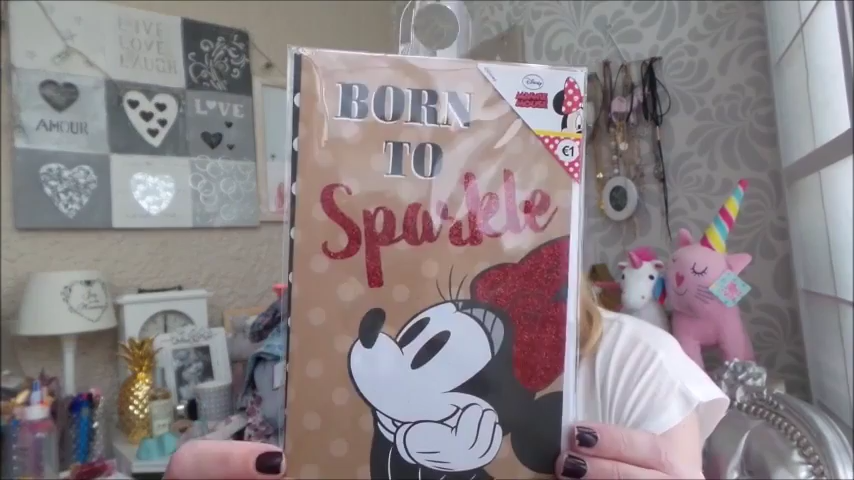 LIVE
LOVE
LAUGH
AMOUR
LOVE
BORN
TO
Sparkle
Disney
MINNIE
MOUSE
€1